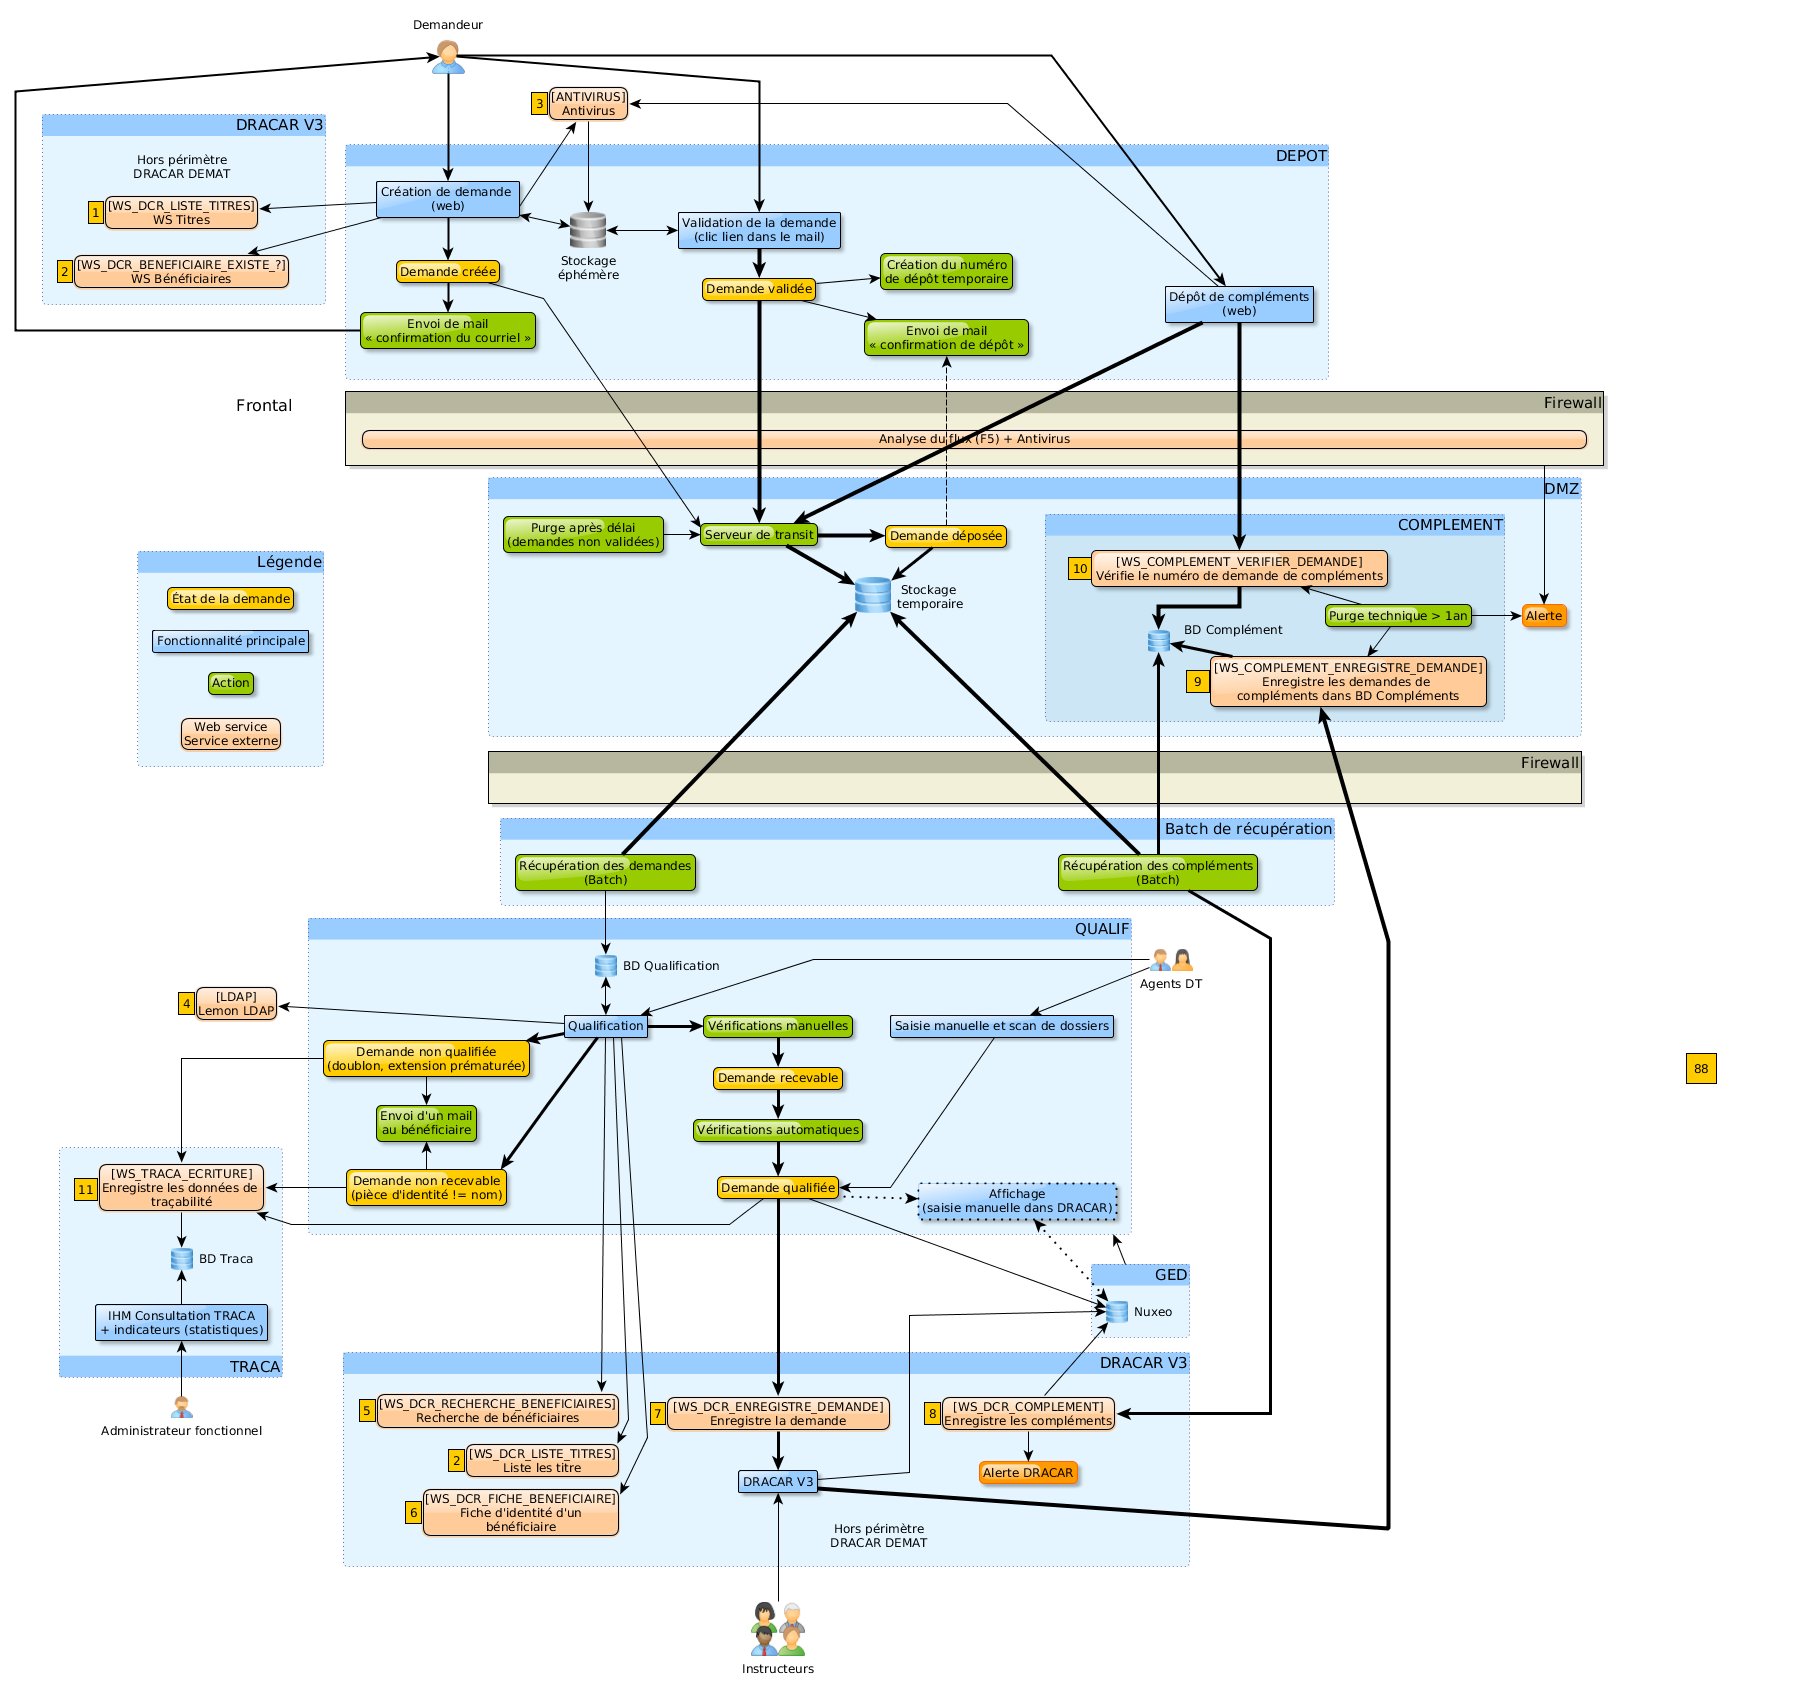 Demandeur
3
[ANTIVIRUS]
Antivirus
DRACAR V3
Hors périmètre
DRACAR DEMAT
1
[WS_DCR_LISTE_TITRES]
WS Titres
2
[WS_DCR_BENEFICIAIRE_EXISTE_?]
WS Bénéficiaires
DEPOT
Création de demande
(web)
Stockage
éphémère
Validation de la demande
(clic lien dans le mail)
Demande créée
Demande validée
Création du numéro
de dépôt temporaire
Envoi de mail
« confirmation du courriel »
Envoi de mail
« confirmation de dépôt »
Dépôt de compléments
(web)
Frontal
Firewall
Analyse du flux (F5) + Antivirus
DMZ
Purge après délai
(demandes non validées)
Serveur de transit
Demande déposée
Stockage
temporaire
COMPLEMENT
10
[WS_COMPLEMENT_VERIFIER_DEMANDE]
Vérifie le numéro de demande de compléments
Purge technique > 1an
Alerte
BD Complément
9
[WS_COMPLEMENT_ENREGISTRE_DEMANDE]
Enregistre les demandes de
compléments dans BD Compléments
Légende
État de la demande
Fonctionnalité principale
Action
Web service
Service externe
Firewall
Batch de récupération
Récupération des demandes
(Batch)
Récupération des compléments
(Batch)
QUALIF
BD Qualification
Agents DT
4
[LDAP]
Lemon LDAP
Qualification
Vérifications manuelles
Saisie manuelle et scan de dossiers
Demande non qualifiée
(doublon, extension prématurée)
Demande recevable
88
Envoi d'un mail
au bénéficiaire
Vérifications automatiques
Demande non recevable
(pièce d'identité != nom)
Demande qualifiée
Affichage
(saisie manuelle dans DRACAR)
11
[WS_TRACA_ECRITURE]
Enregistre les données de
traçabilité
BD Traca
IHM Consultation TRACA
+ indicateurs (statistiques)
TRACA
Administrateur fonctionnel
GED
Nuxeo
DRACAR V3
5
[WS_DCR_RECHERCHE_BENEFICIAIRES]
Recherche de bénéficiaires
7
[WS_DCR_ENREGISTRE_DEMANDE]
Enregistre la demande
8
[WS_DCR_COMPLEMENT]
Enregistre les compléments
2
[WS_DCR_LISTE_TITRES]
Liste les titre
Alerte DRACAR
DRACAR V3
6
[WS_DCR_FICHE_BENEFICIAIRE]
Fiche d'identité d'un
bénéficiaire
Hors périmètre
DRACAR DEMAT
Instructeurs